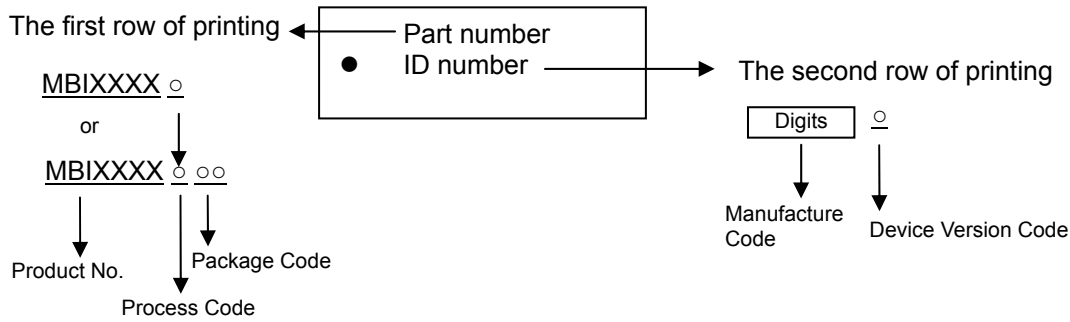 The first row of printing
Part number
ID number
The second row of printing
MBIXXXX ○
or
MBIXXXX ○ ○○
Digits ○
Product No.
Package Code
Process Code
Manufacture
Code
Device Version Code